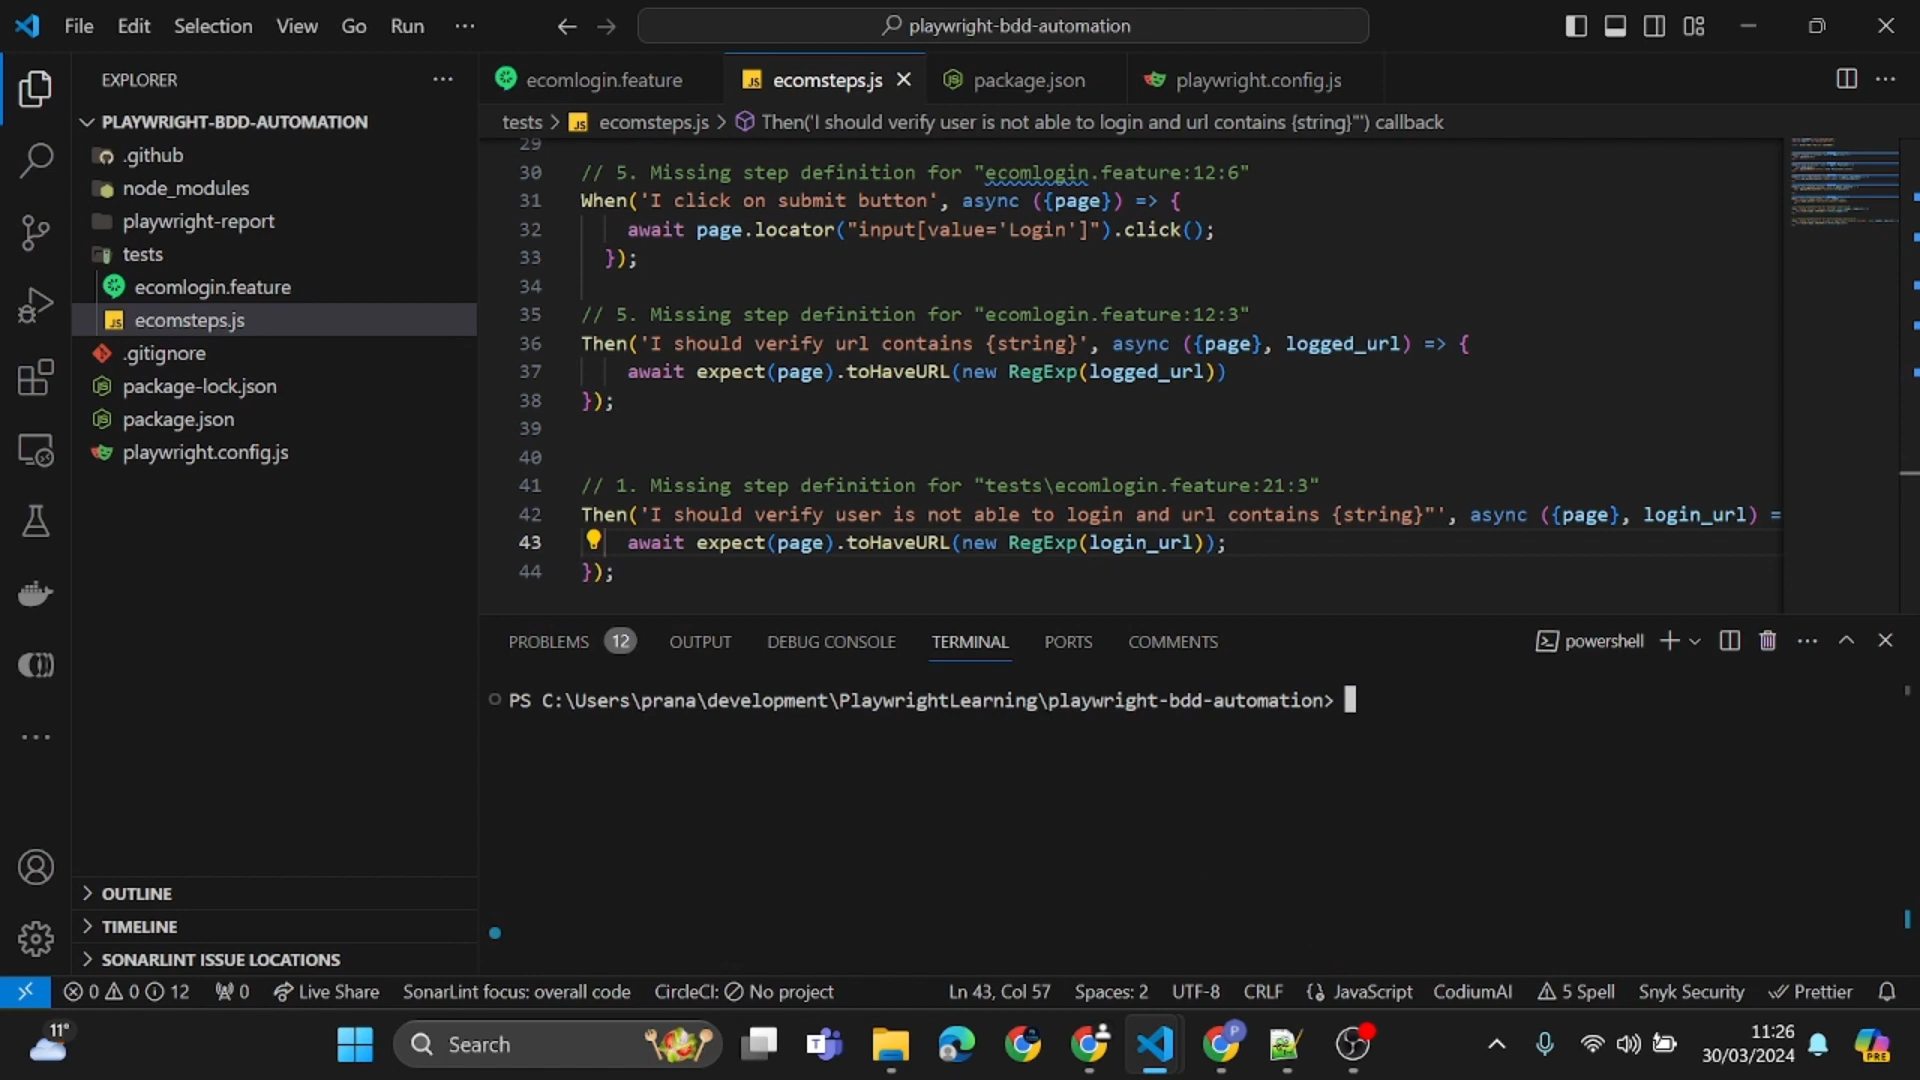 File Edit Selection View Go Run ···
playwright-bdd-automation
EXPLORER
PLAYWRIGHT-BDD-AUTOMATION
.github
node_modules
playwright-report
tests
ecomlogin.feature
ecomsteps.js
.gitignore
package-lock.json
package.json
playwright.config.js
OUTLINE
TIMELINE
SONARLINT ISSUE LOCATIONS
ecomlogin.feature ecomsteps.js package.json playwright.config.js
tests > ecomsteps.js > Then('I should verify user is not able to login and url contains {string}"') callback
29
30 // 5. Missing step definition for "ecomlogin.feature:12:6"
31 When('I click on submit button', async ({page}) => {
32 await page.locator("input[value='Login']").click();
33 });
34
35 // 5. Missing step definition for "ecomlogin.feature:12:3"
36 Then('I should verify url contains {string}', async ({page}, logged_url) => {
37 await expect(page).toHaveURL(new RegExp(logged_url))
38 });
39
40
41 // 1. Missing step definition for "tests\ecomlogin.feature:21:3"
42 Then('I should verify user is not able to login and url contains {string}"', async ({page}, login_url) =
43 await expect(page).toHaveURL(new RegExp(login_url));
44 });
PROBLEMS 12 OUTPUT DEBUG CONSOLE TERMINAL PORTS COMMENTS powershell
PS C:\Users\prana\development\PlaywrightLearning\playwright-bdd-automation>
0 0 12 0 Live Share SonarLint focus: overall code CircleCI: No project Ln 43, Col 57 Spaces: 2 UTF-8 CRLF {} JavaScript CodiumAI 5 Spell Snyk Security Prettier
11° Search 11:26
30/03/2024